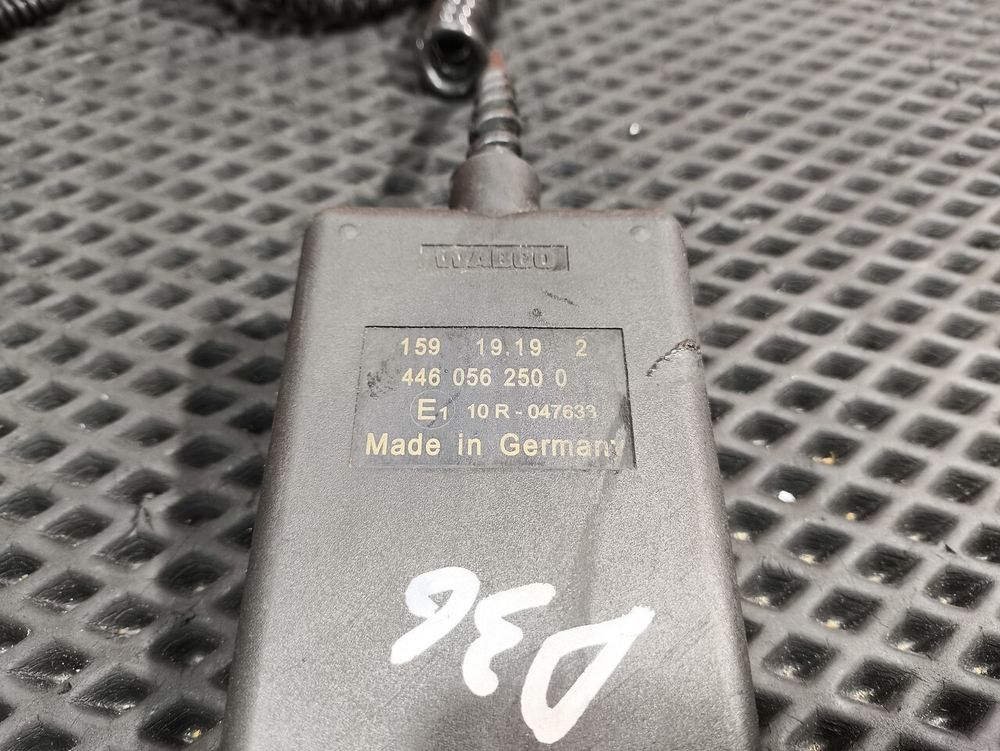 WABCO
159 19.19 2
446 056 250 0
E1 10 R - 047633
Made in Germany
D36